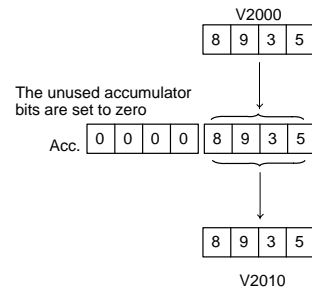 V2000
8 9 3 5
The unused accumulator
bits are set to zero
Acc. 0 0 0 0 8 9 3 5
8 9 3 5
V2010